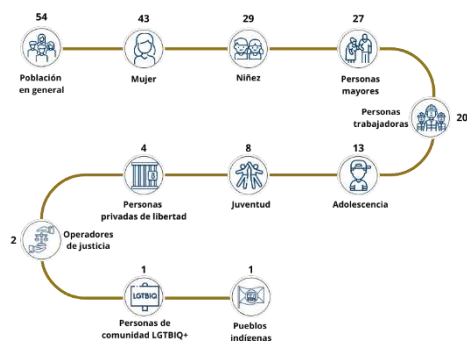 54
Población
en general
43
Mujer
29
Niñez
27
Personas
mayores
Personas
trabajadoras
20
13
Adolescencia
8
Juventud
4
Personas
privadas de libertad
2
Operadores
de justicia
1
LGTBIQ
Personas de
comunidad LGTBIQ+
1
Pueblos
indígenas